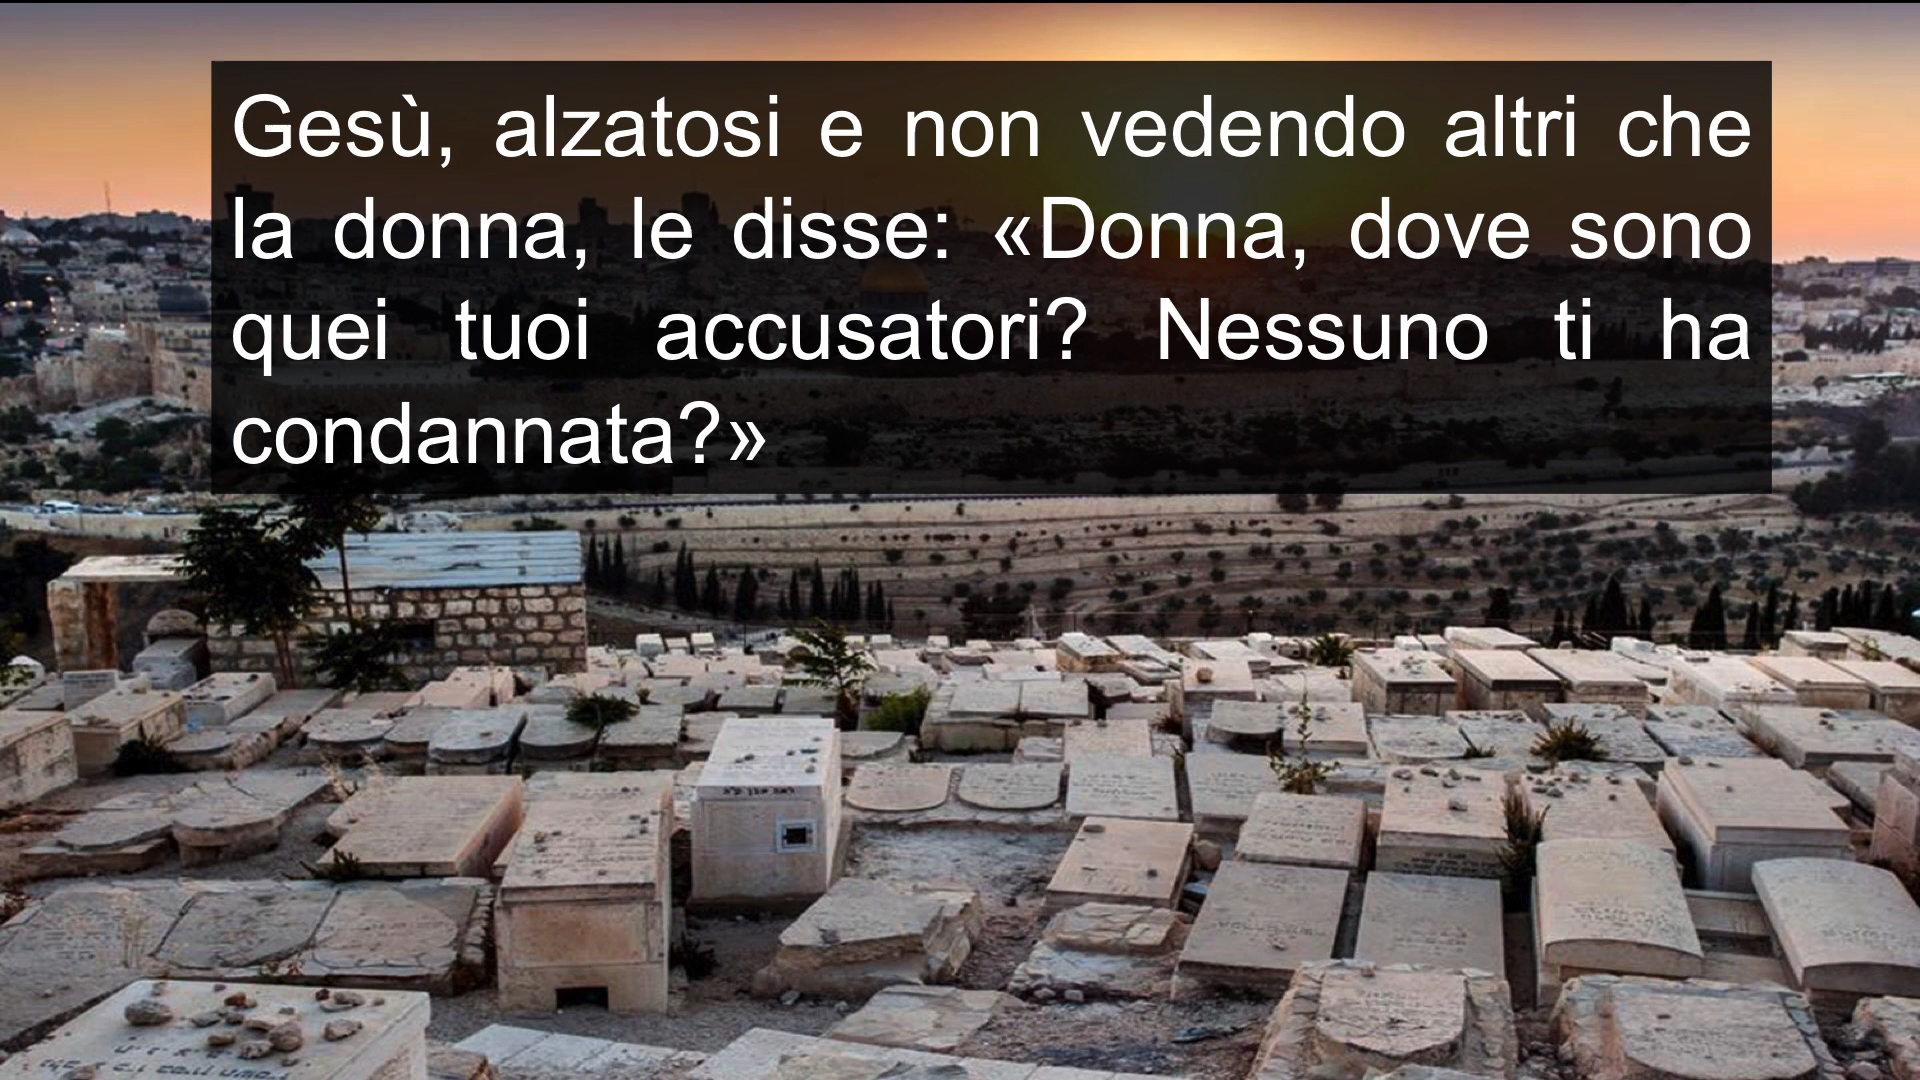 Gesù, alzatosi e non vedendo altri che
la donna, le disse: «Donna, dove sono
quei tuoi accusatori? Nessuno ti ha
condannata?»